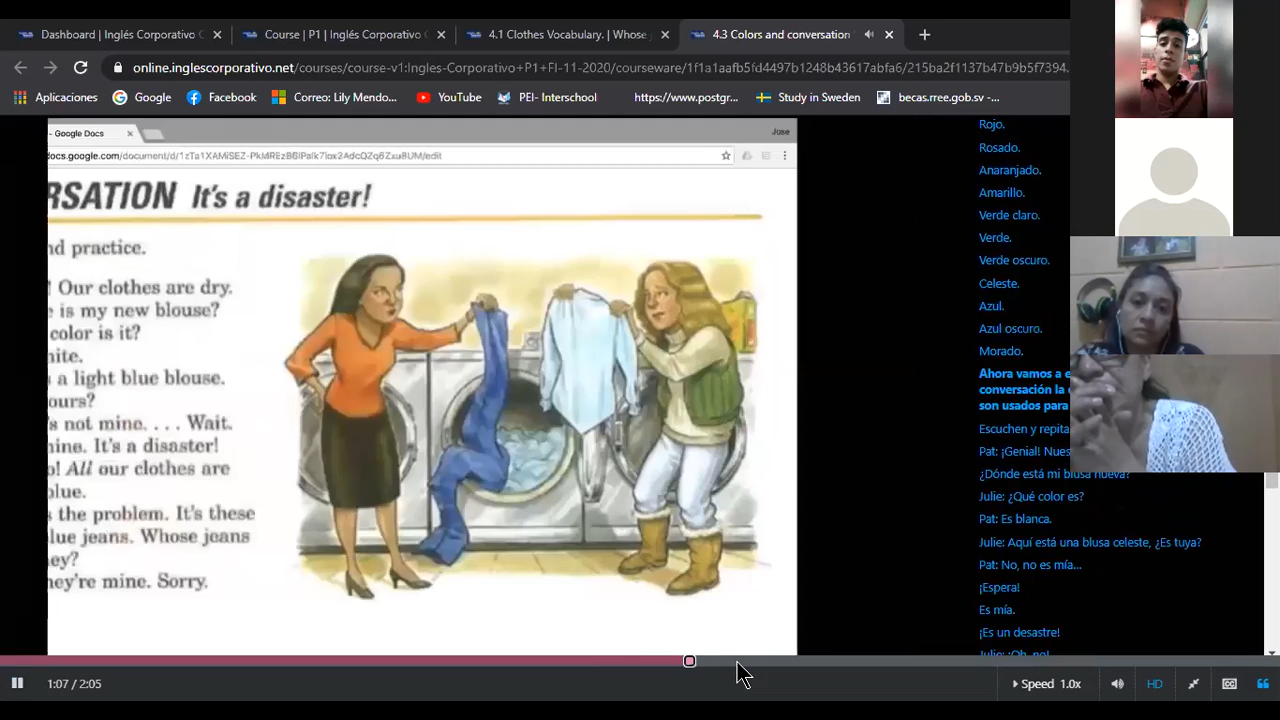 Dashboard | Inglés Corporativo C
Course | P1 | Inglés Corporativo
4.1 Clothes Vocabulary. | Whose
4.3 Colors and conversation
online.inglescorporativo.net/courses/course-v1:Ingles-Corporativo+P1+FI-11-2020/courseware/1f1a1aab5fd4497b1248b43617abfa6/215ba2f1137b47b9b5f7394
Aplicaciones
Google
Facebook
Correo: Lily Mendo...
YouTube
PEI- Interschool
https://www.postgr...
Study in Sweden
becas.rree.gob.sv -...
- Google Docs
Jose
RSATION It's a disaster!
nd practice.
! Our clothes are dry.
e is my new blouse?
color is it?
hite.
s a light blue blouse.
ours?
's not mine. . . . Wait.
nine. It's a disaster!
o! All our clothes are
blue.
s the problem. It's these
lue jeans. Whose jeans
hey?
hey're mine. Sorry.
Rojo.
Rosado.
Anaranjado.
Amarillo.
Verde claro.
Verde.
Verde oscuro.
Celeste.
Azul.
Azul oscuro.
Morado.
Ahora vamos a e
conversación la
son usados para
Escuchen y repita
Pat: ¡Genial! Nues
¿Dónde está mi blusa nueva?
Julie: ¿Qué color es?
Pat: Es blanca.
Julie: Aquí está una blusa celeste, ¿Es tuya?
Pat: No, no es mía...
¡Espera!
Es mía.
¡Es un desastre!
Julie: ¡Oh, no!
1:07 / 2:05
Speed 1.0x
HD